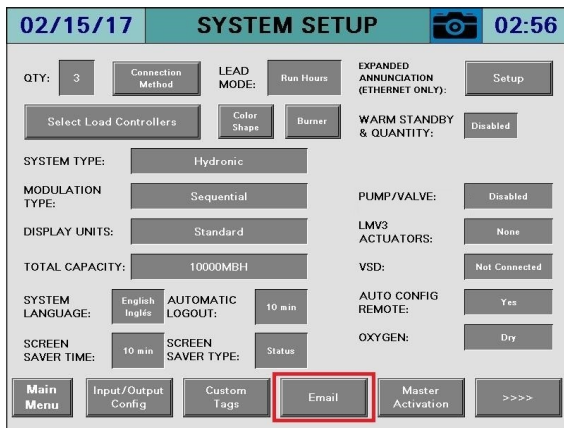 02/15/17 SYSTEM SETUP 02:56
QTY: 3 Connection Method LEAD MODE: Run Hours EXPANDED ANNUNCIATION (ETHERNET ONLY): Setup
Select Load Controllers Color Shape Burner WARM STANDBY & QUANTITY: Disabled
SYSTEM TYPE: Hydronic
MODULATION TYPE: Sequential PUMP/VALVE: Disabled
DISPLAY UNITS: Standard LMV3 ACTUATORS: None
TOTAL CAPACITY: 10000MBH VSD: Not Connected
SYSTEM LANGUAGE: English Inglés AUTOMATIC LOGOUT: 10 min AUTO CONFIG REMOTE: Yes
SCREEN SAVER TIME: 10 min SCREEN SAVER TYPE: Status OXYGEN: Dry
Main Menu Input/Output Config Custom Tags Email Master Activation >>>>